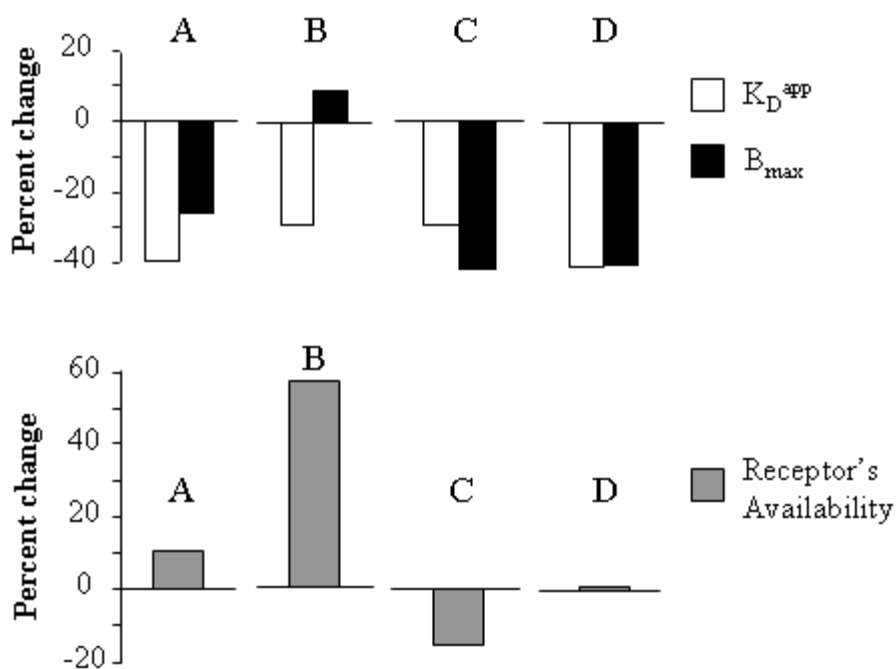 A B C D
20
0
-20
-40
Percent change
K_D^app
B_max
A B C D
60
40
20
0
-20
Percent change
Receptor's
Availability